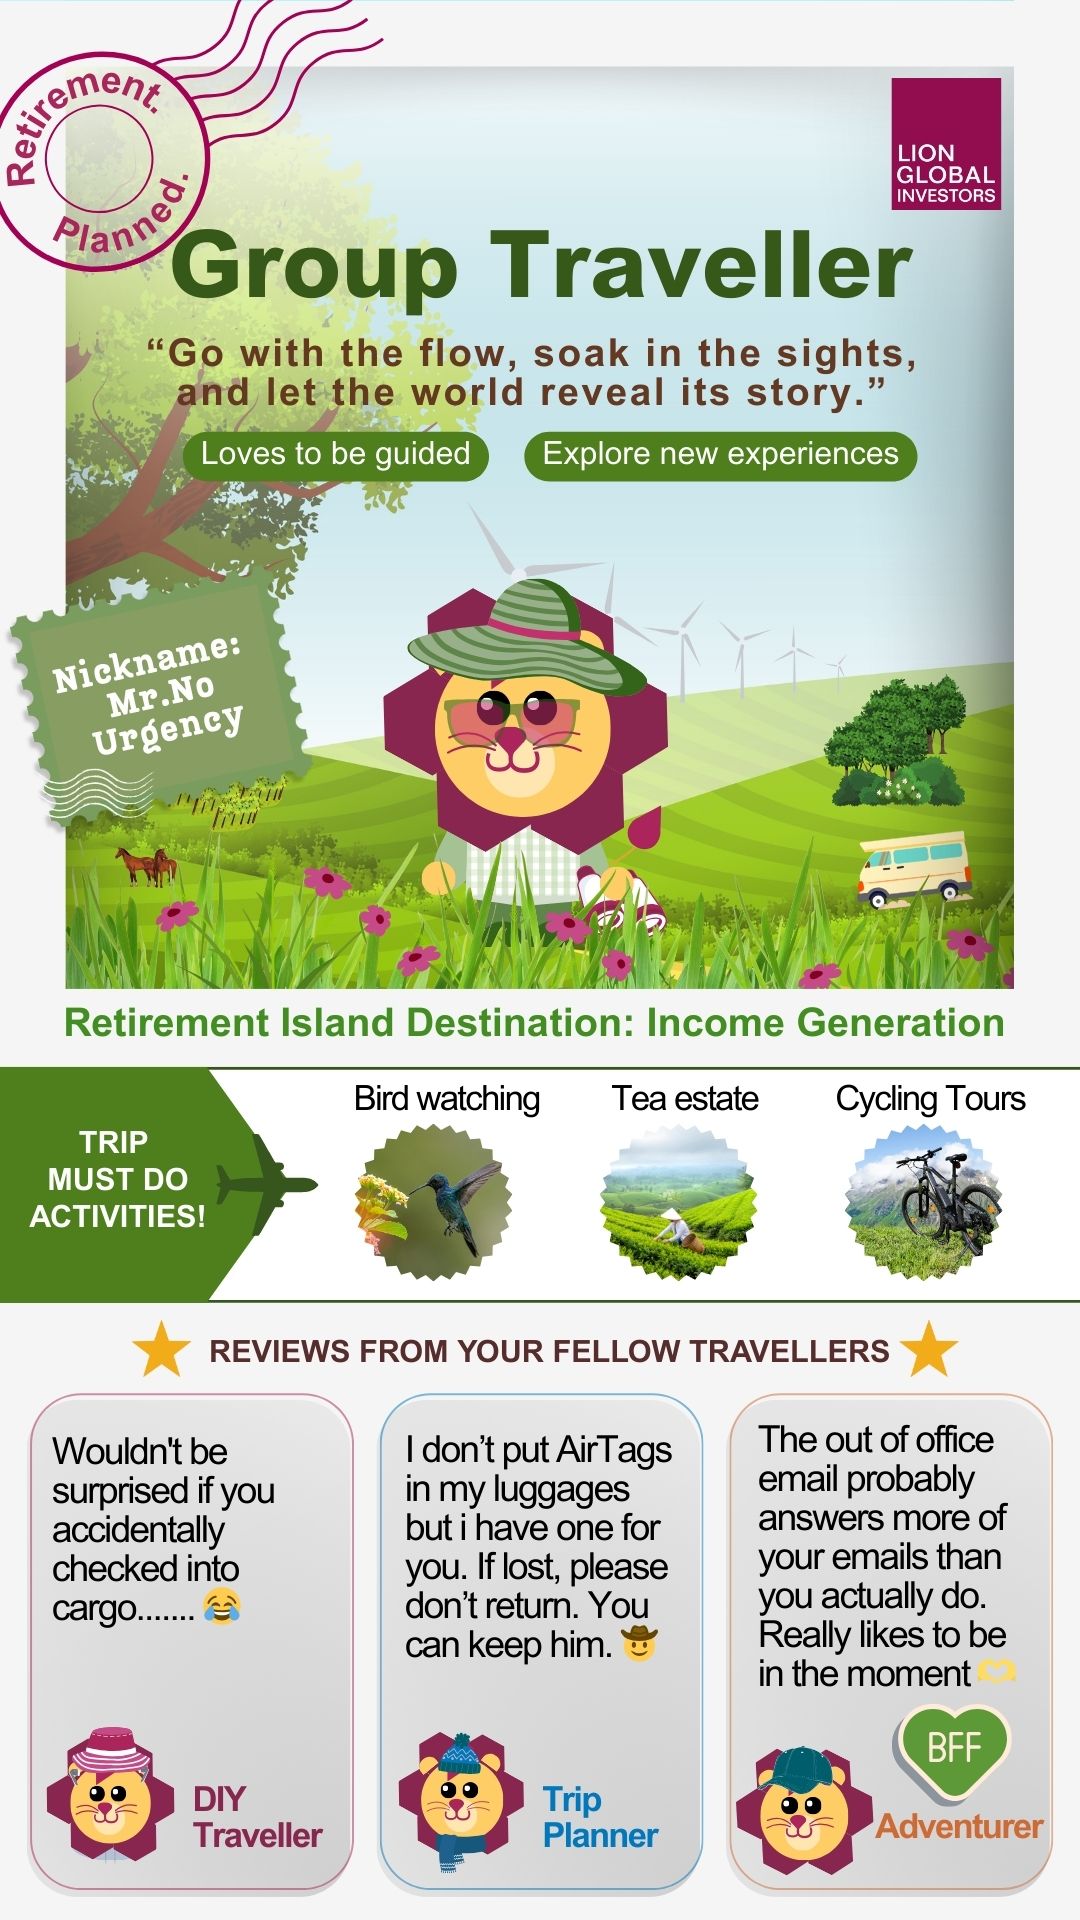 Retirement.
Planned.
LION
GLOBAL
INVESTORS
Group Traveller
“Go with the flow, soak in the sights,
and let the world reveal its story.”
Loves to be guided
Explore new experiences
Nickname:
Mr.No
Urgency
Retirement Island Destination: Income Generation
TRIP
MUST DO
ACTIVITIES!
Bird watching
Tea estate
Cycling Tours
REVIEWS FROM YOUR FELLOW TRAVELLERS
Wouldn't be
surprised if you
accidentally
checked into
cargo....... 😂
DIY
Traveller
I don’t put AirTags
in my luggages
but i have one for
you. If lost, please
don’t return. You
can keep him. 🤠
Trip
Planner
The out of office
email probably
answers more of
your emails than
you actually do.
Really likes to be
in the moment 🫶
BFF
Adventurer